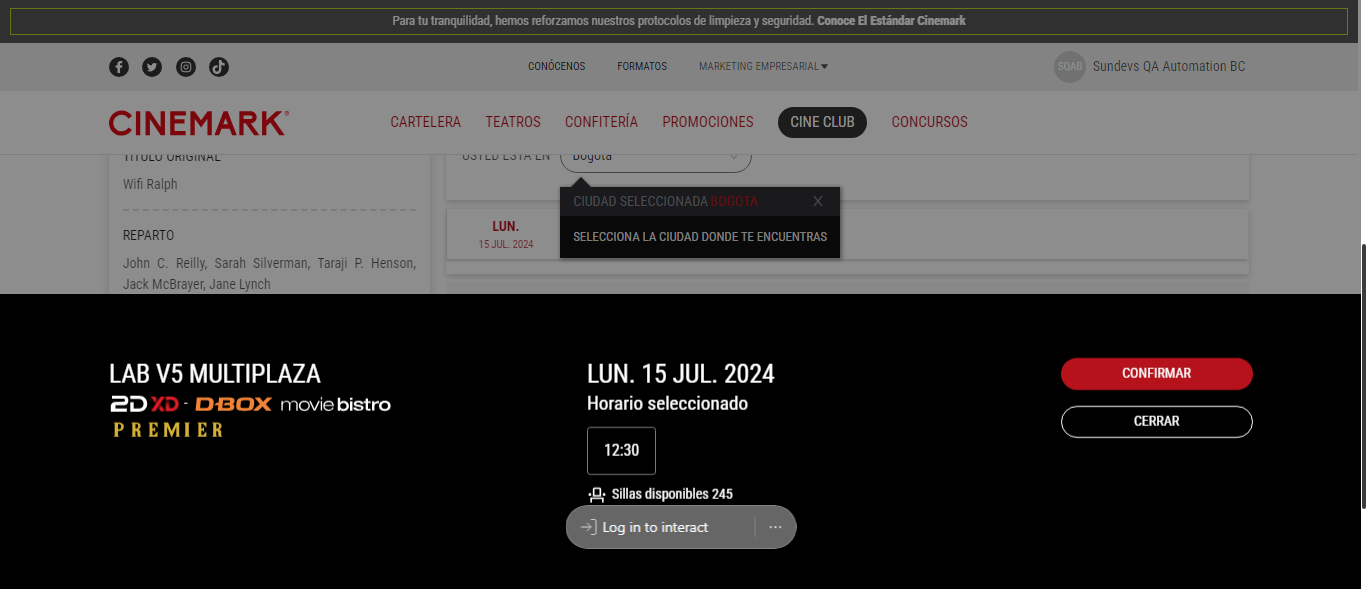 Para tu tranquilidad, hemos reforzamos nuestros protocolos de limpieza y seguridad. Conoce El Estándar Cinemark
CONÓCENOS FORMATOS MARKETING EMPRESARIAL SQAB Sundevs QA Automation BC
CINEMARK® CARTELERA TEATROS CONFITERÍA PROMOCIONES CINE CLUB CONCURSOS
TITULO ORIGINAL
Wifi Ralph
REPARTO
John C. Reilly, Sarah Silverman, Taraji P. Henson,
Jack McBrayer, Jane Lynch
USTED ESTÁ EN Bogotá
CIUDAD SELECCIONADA BOGOTA
SELECCIONA LA CIUDAD DONDE TE ENCUENTRAS
LUN.
15 JUL. 2024
LAB V5 MULTIPLAZA
2D XD - D-BOX movie bistro
PREMIER
LUN. 15 JUL. 2024
Horario seleccionado
12:30
Sillas disponibles 245
Log in to interact
CONFIRMAR
CERRAR